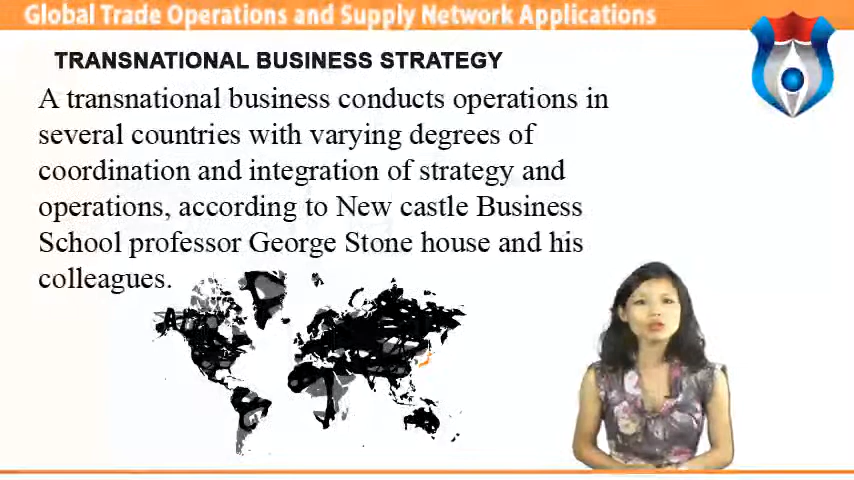 Global Trade Operations and Supply Network Applications
TRANSNATIONAL BUSINESS STRATEGY
A transnational business conducts operations in
several countries with varying degrees of
coordination and integration of strategy and
operations, according to New castle Business
School professor George Stone house and his
colleagues.